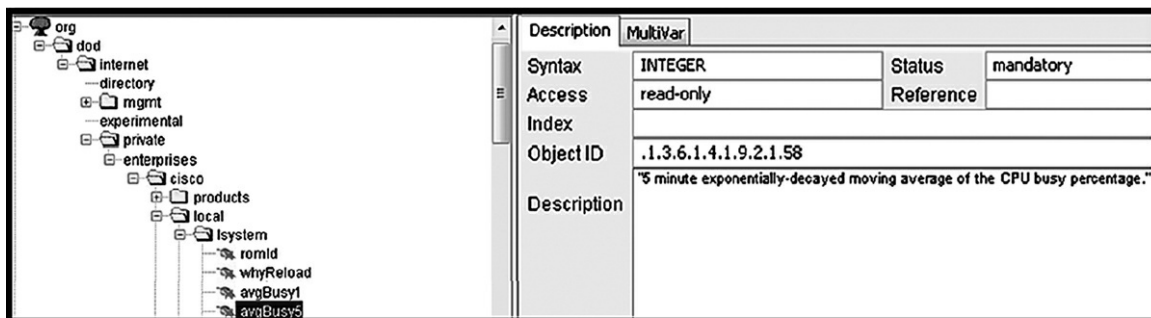 org
dod
internet
directory
mgmt
experimental
private
enterprises
cisco
products
local
lsystem
romId
whyReload
avgBusy1
avgBusy5
Description MultiVar
Syntax INTEGER Status mandatory
Access read-only Reference
Index
Object ID .1.3.6.1.4.1.9.2.1.58
Description "5 minute exponentially-decayed moving average of the CPU busy percentage."